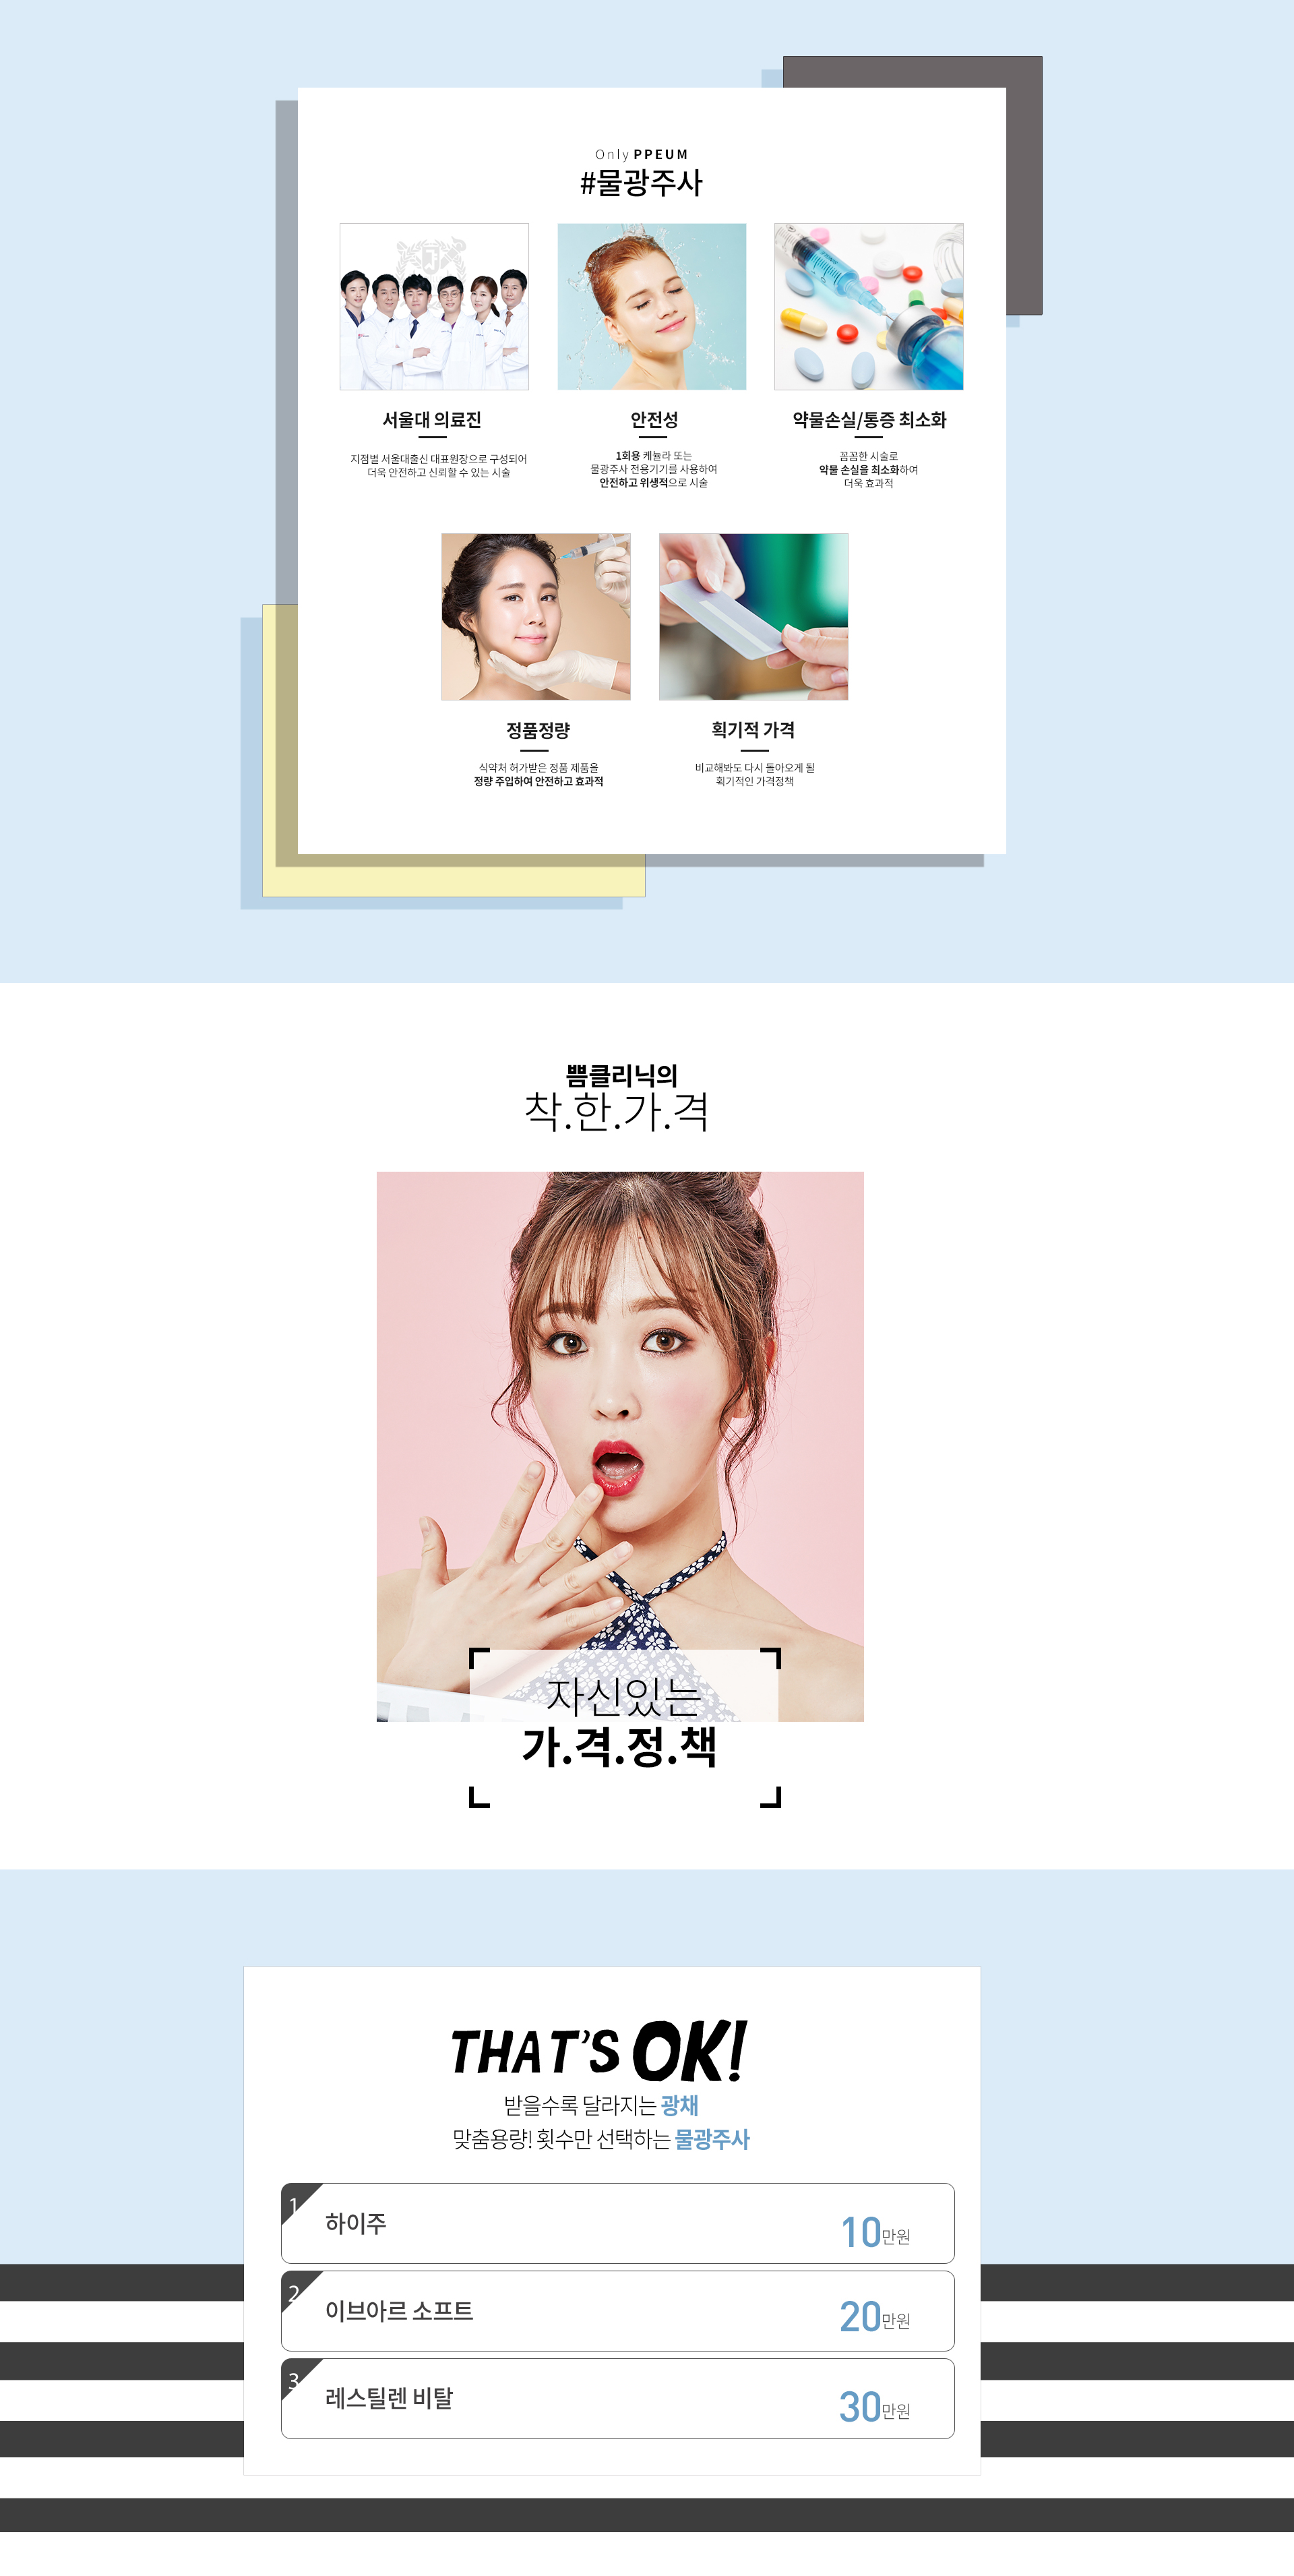 Only PPEUM
#물광주사
서울대 의료진
지점별 서울대출신 대표원장으로 구성되어
더욱 안전하고 신뢰할 수 있는 시술
안전성
1회용 케뉼라 또는
물광주사 전용기기를 사용하여
안전하고 위생적으로 시술
약물손실/통증 최소화
꼼꼼한 시술로
약물 손실을 최소화하여
더욱 효과적
정품정량
식약처 허가받은 정품 제품을
정량 주입하여 안전하고 효과적
획기적 가격
비교해봐도 다시 돌아오게 될
획기적인 가격정책
쁨클리닉의
착.한.가.격
자신있는
가.격.정.책
THAT'S OK!
받을수록 달라지는 광채
맞춤용량! 횟수만 선택하는 물광주사
1
하이주
10만원
2
이브아르 소프트
20만원
3
레스틸렌 비탈
30만원